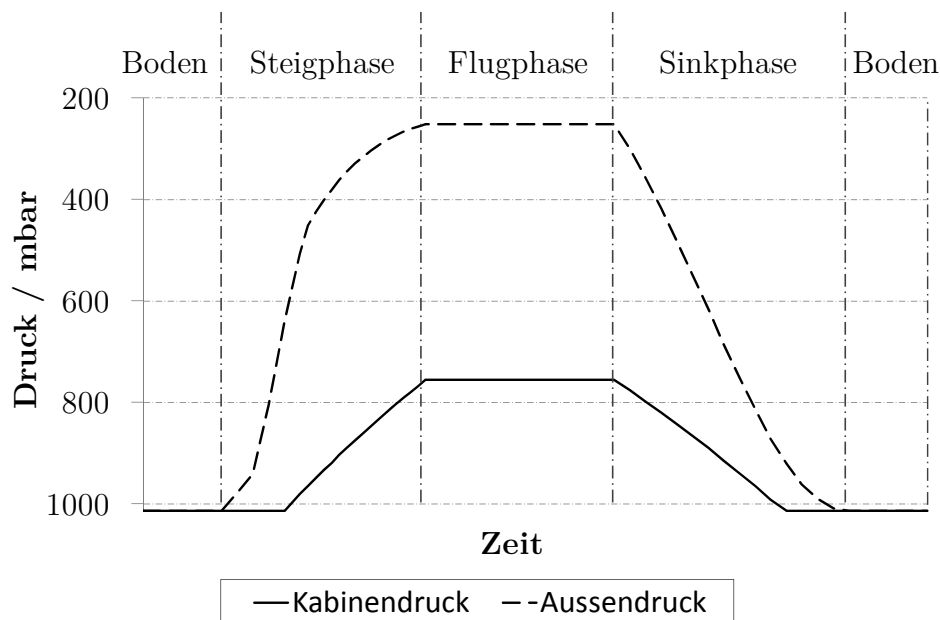 Boden Steigphase Flugphase Sinkphase Boden
200
400
600
800
1000
Druck / mbar
Zeit
Kabinendruck Aussendruck